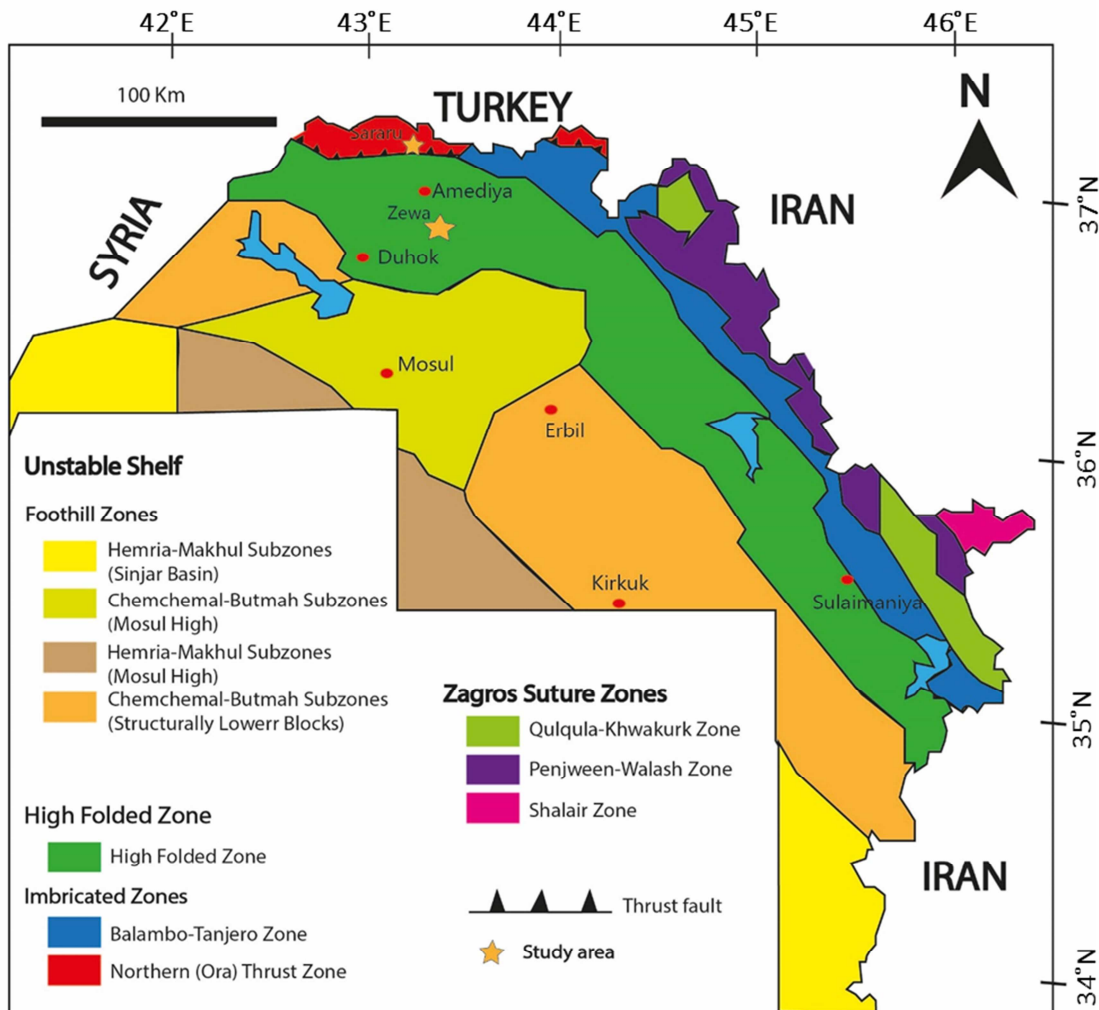 42°E 43°E 44°E 45°E 46°E
100 Km
TURKEY
N
Sararu
Amediya
IRAN
37°N
Zewa
SYRIA
Duhok
Mosul
Erbil
36°N
Unstable Shelf
Foothill Zones
Hemria-Makhul Subzones
(Sinjar Basin)
Kirkuk
Chemchemal-Butmah Subzones
(Mosul High)
Sulaimaniya
Hemria-Makhul Subzones
(Mosul High)
Chemchemal-Butmah Subzones
(Structurally Lowerr Blocks)
Zagros Suture Zones
Qulqula-Khwakurk Zone
35°N
Penjween-Walash Zone
Shalair Zone
High Folded Zone
High Folded Zone
IRAN
Imbricated Zones
Thrust fault
Balambo-Tanjero Zone
Study area
Northern (Ora) Thrust Zone
34°N